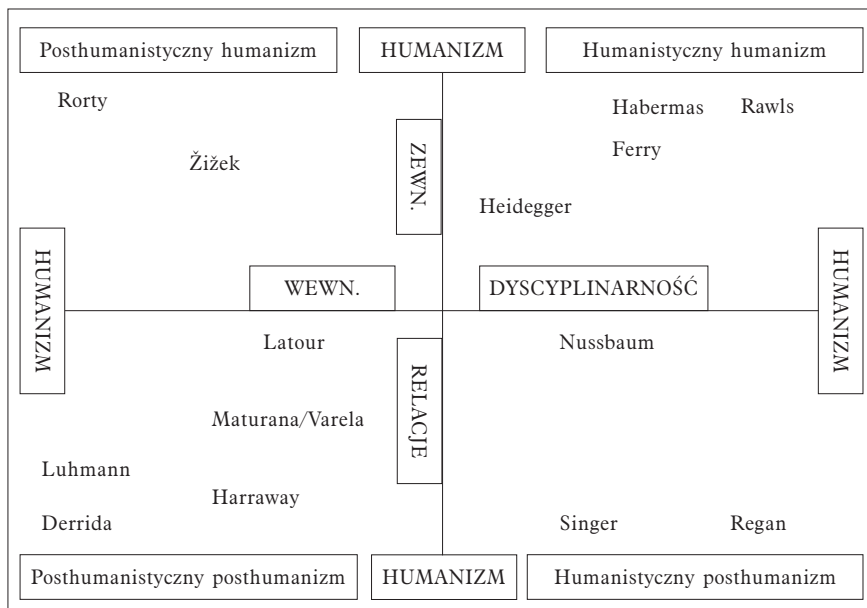 Posthumanistyczny humanizm HUMANIZM Humanistyczny humanizm
Rorty
Habermas Rawls
Žižek
Ferry
ZEWN.
Heidegger
HUMANIZM
WEWN. DYSCYPLINARNOŚĆ
HUMANIZM
Latour Nussbaum
RELACJE
Maturana/Varela
Luhmann
Harraway
Derrida Singer Regan
Posthumanistyczny posthumanizm HUMANIZM Humanistyczny posthumanizm